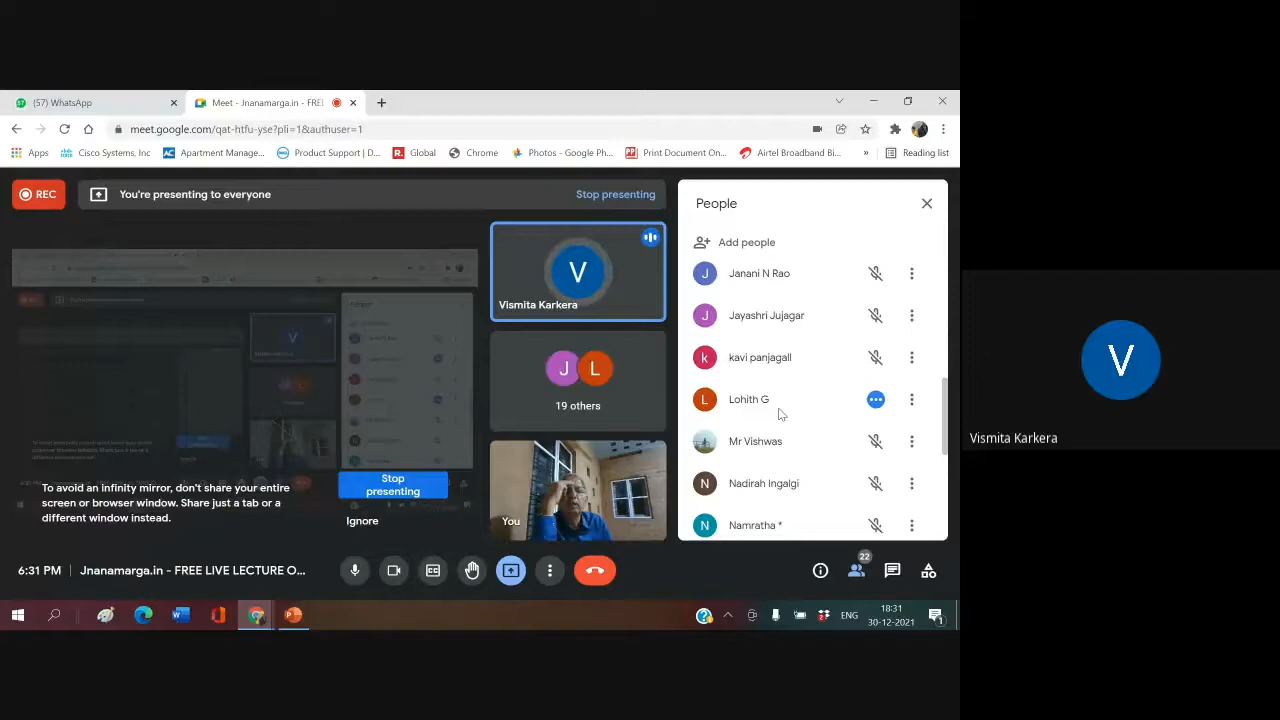 (57) WhatsApp
Meet - Jnanamarga.in - FREE
meet.google.com/qat-htfu-yse?pli=1&authuser=1
Apps
Cisco Systems, Inc
Apartment Manage...
Product Support | D...
Global
Chrome
Photos - Google Ph...
Print Document On...
Airtel Broadband Bi...
»
Reading list
REC
You're presenting to everyone
Stop presenting
People
Add people
V
Vismita Karkera
J
Janani N Rao
J
Jayashri Jujagar
k
kavi panjagall
L
Lohith G
Mr Vishwas
N
Nadirah Ingalgi
N
Namratha *
J L
19 others
You
Stop
presenting
Ignore
To avoid an infinity mirror, don't share your entire
screen or browser window. Share just a tab or a
different window instead.
6:31 PM | Jnanamarga.in - FREE LIVE LECTURE O...
22
ENG
18:31
30-12-2021
1
V
Vismita Karkera